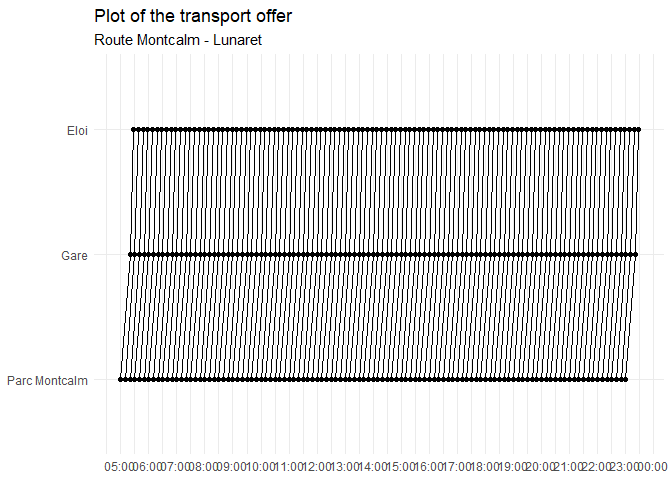 Plot of the transport offer
Route Montcalm - Lunaret
Eloi
Gare
Parc Montcalm
05:00 06:00 07:00 08:00 09:00 10:00 11:00 12:00 13:00 14:00 15:00 16:00 17:00 18:00 19:00 20:00 21:00 22:00 23:00 00:00